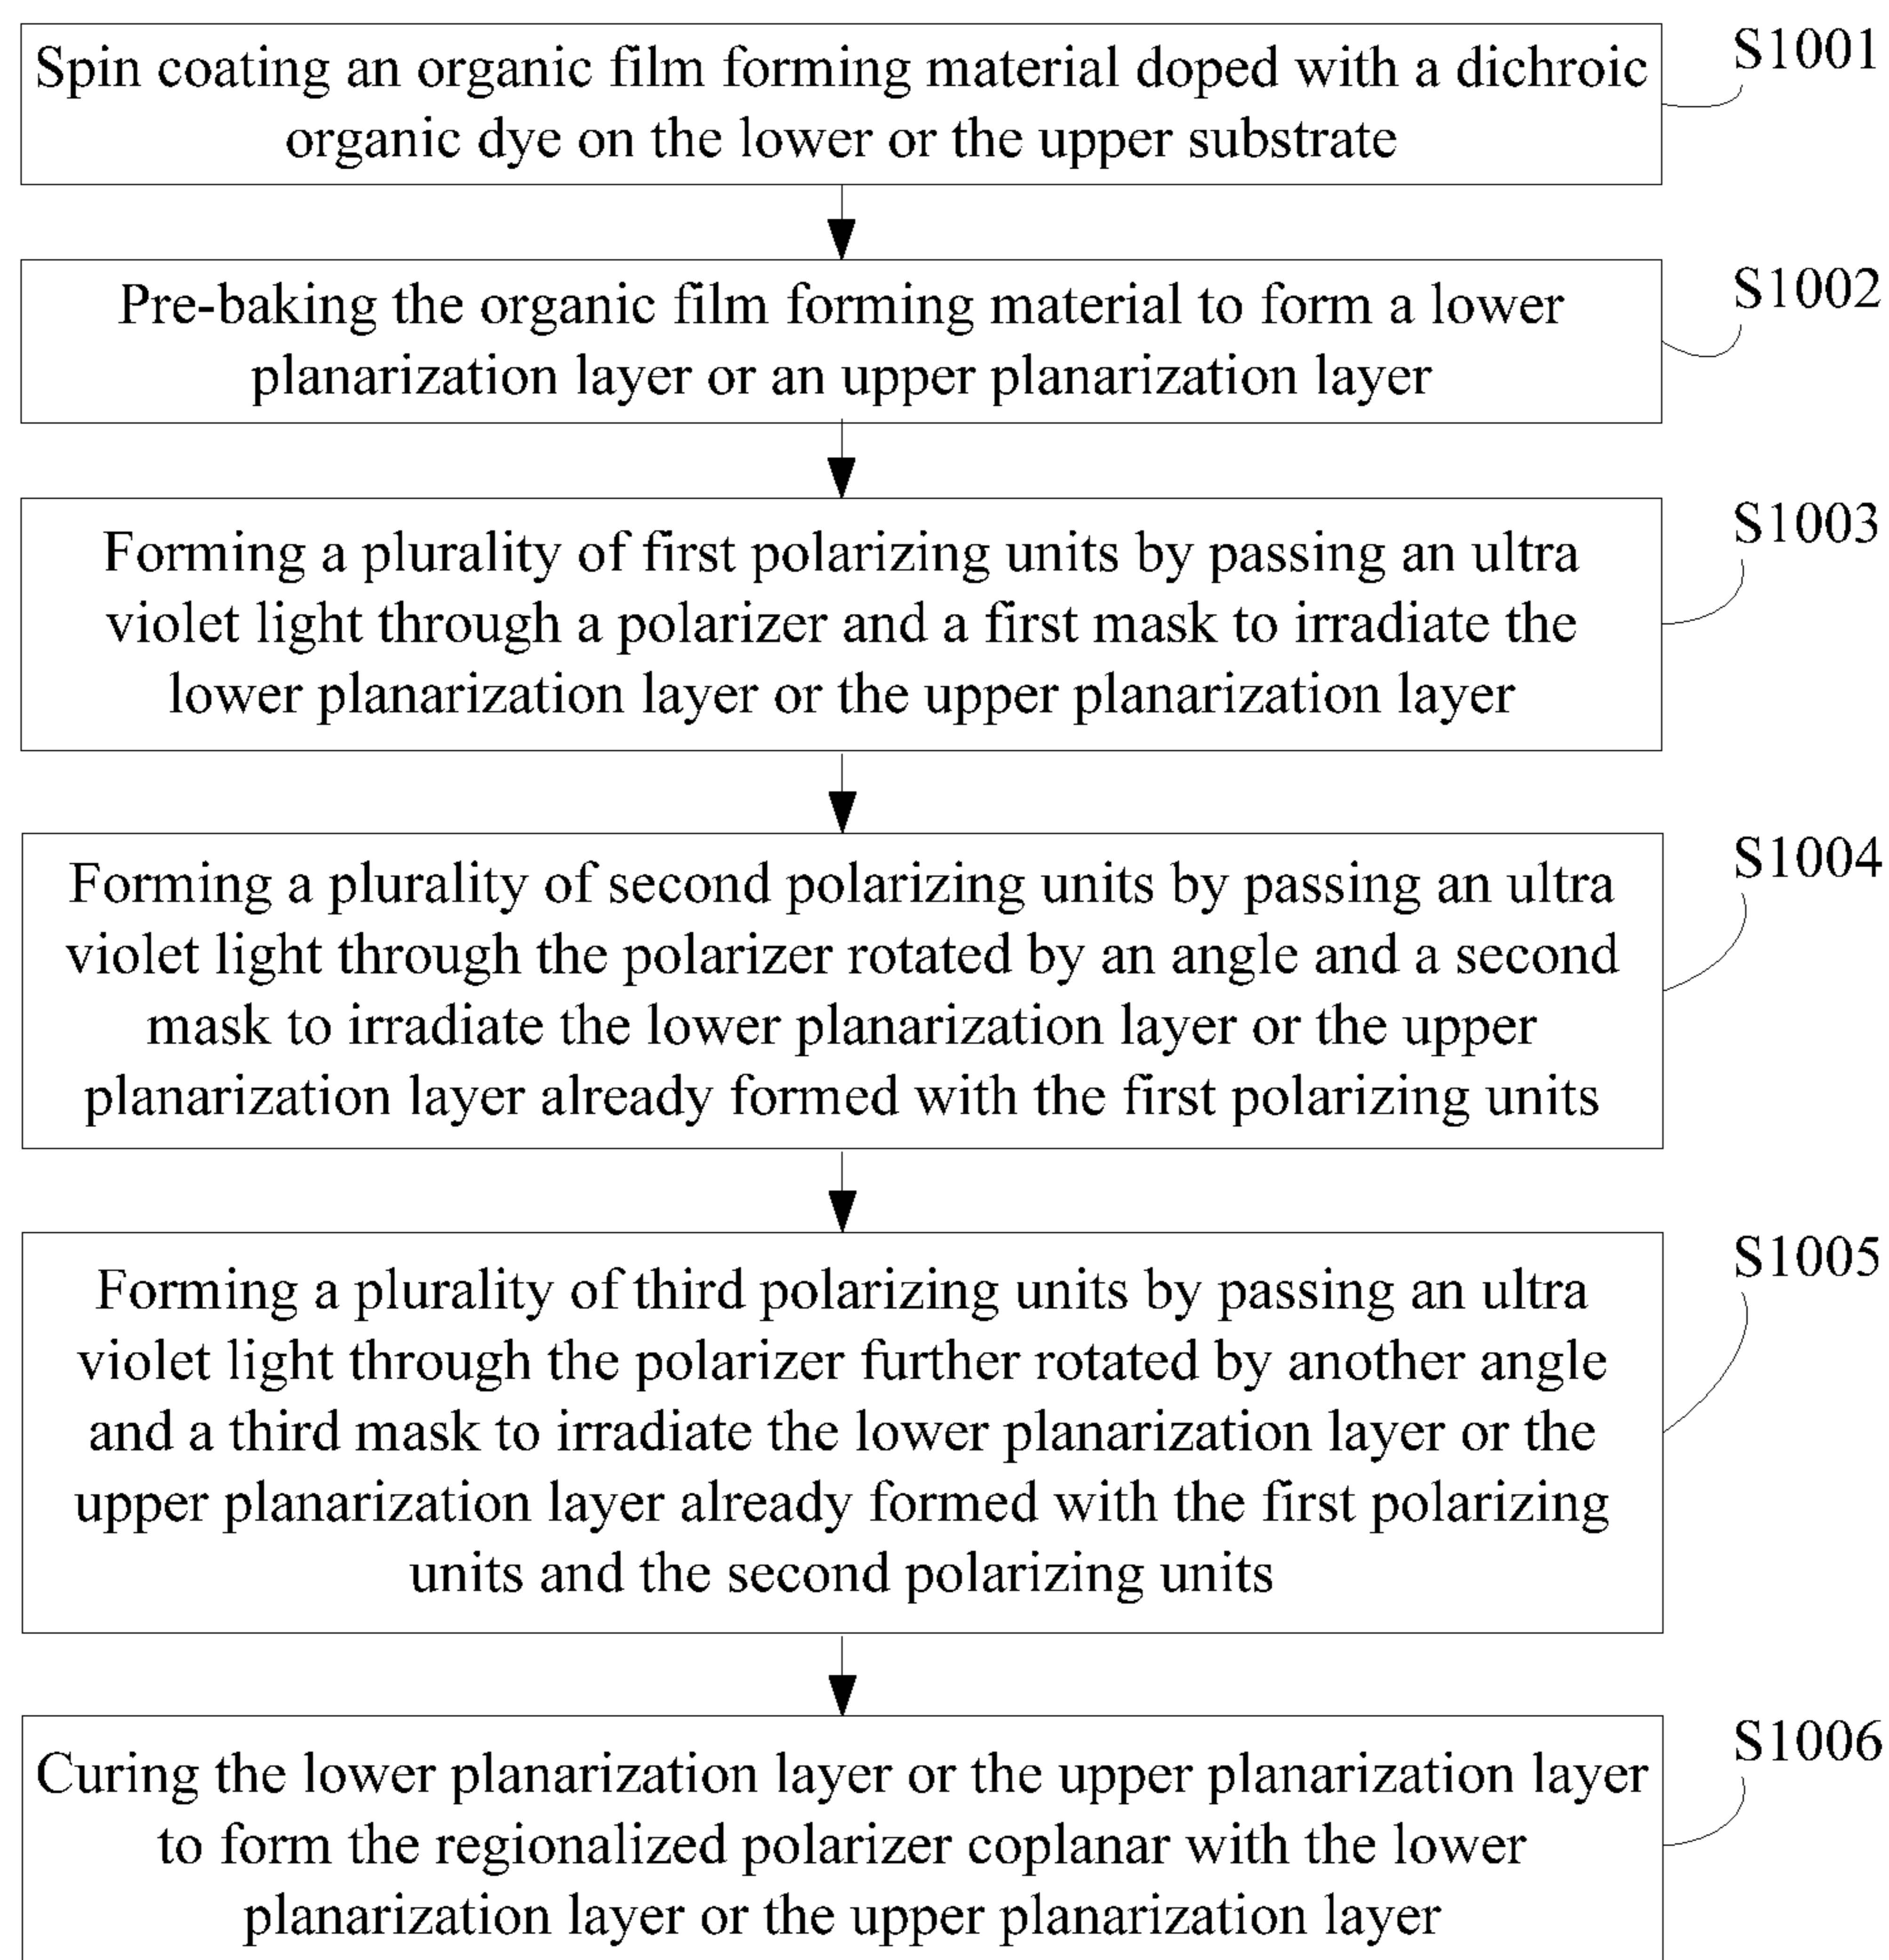 Spin coating an organic film forming material doped with a dichroic
organic dye on the lower or the upper substrate
S1001
Pre-baking the organic film forming material to form a lower
planarization layer or an upper planarization layer
S1002
Forming a plurality of first polarizing units by passing an ultra
violet light through a polarizer and a first mask to irradiate the
lower planarization layer or the upper planarization layer
S1003
Forming a plurality of second polarizing units by passing an ultra
violet light through the polarizer rotated by an angle and a second
mask to irradiate the lower planarization layer or the upper
planarization layer already formed with the first polarizing units
S1004
Forming a plurality of third polarizing units by passing an ultra
violet light through the polarizer further rotated by another angle
and a third mask to irradiate the lower planarization layer or the
upper planarization layer already formed with the first polarizing
units and the second polarizing units
S1005
Curing the lower planarization layer or the upper planarization layer
to form the regionalized polarizer coplanar with the lower
planarization layer or the upper planarization layer
S1006